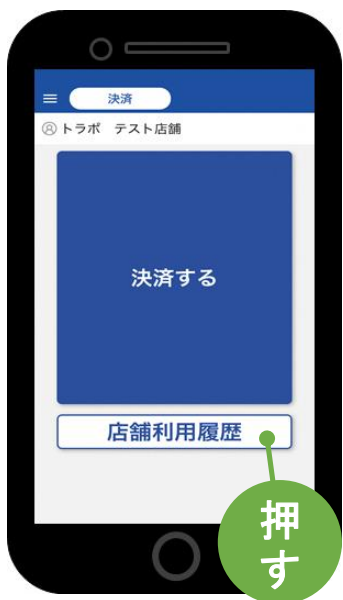 決済
トラポ　テスト店舗
決済する
店舗利用履歴
押
す